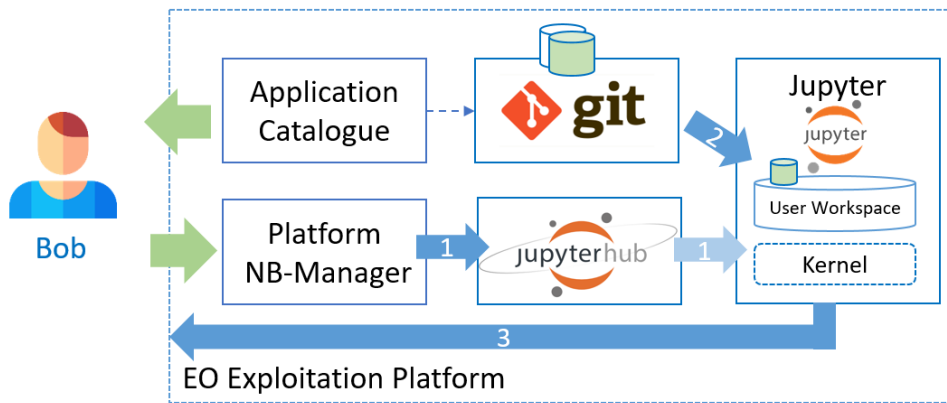 Application
Catalogue
git
2
Jupyter
jupyter
User Workspace
Kernel
Bob
Platform
NB-Manager
1
jupyterhub
1
3
EO Exploitation Platform